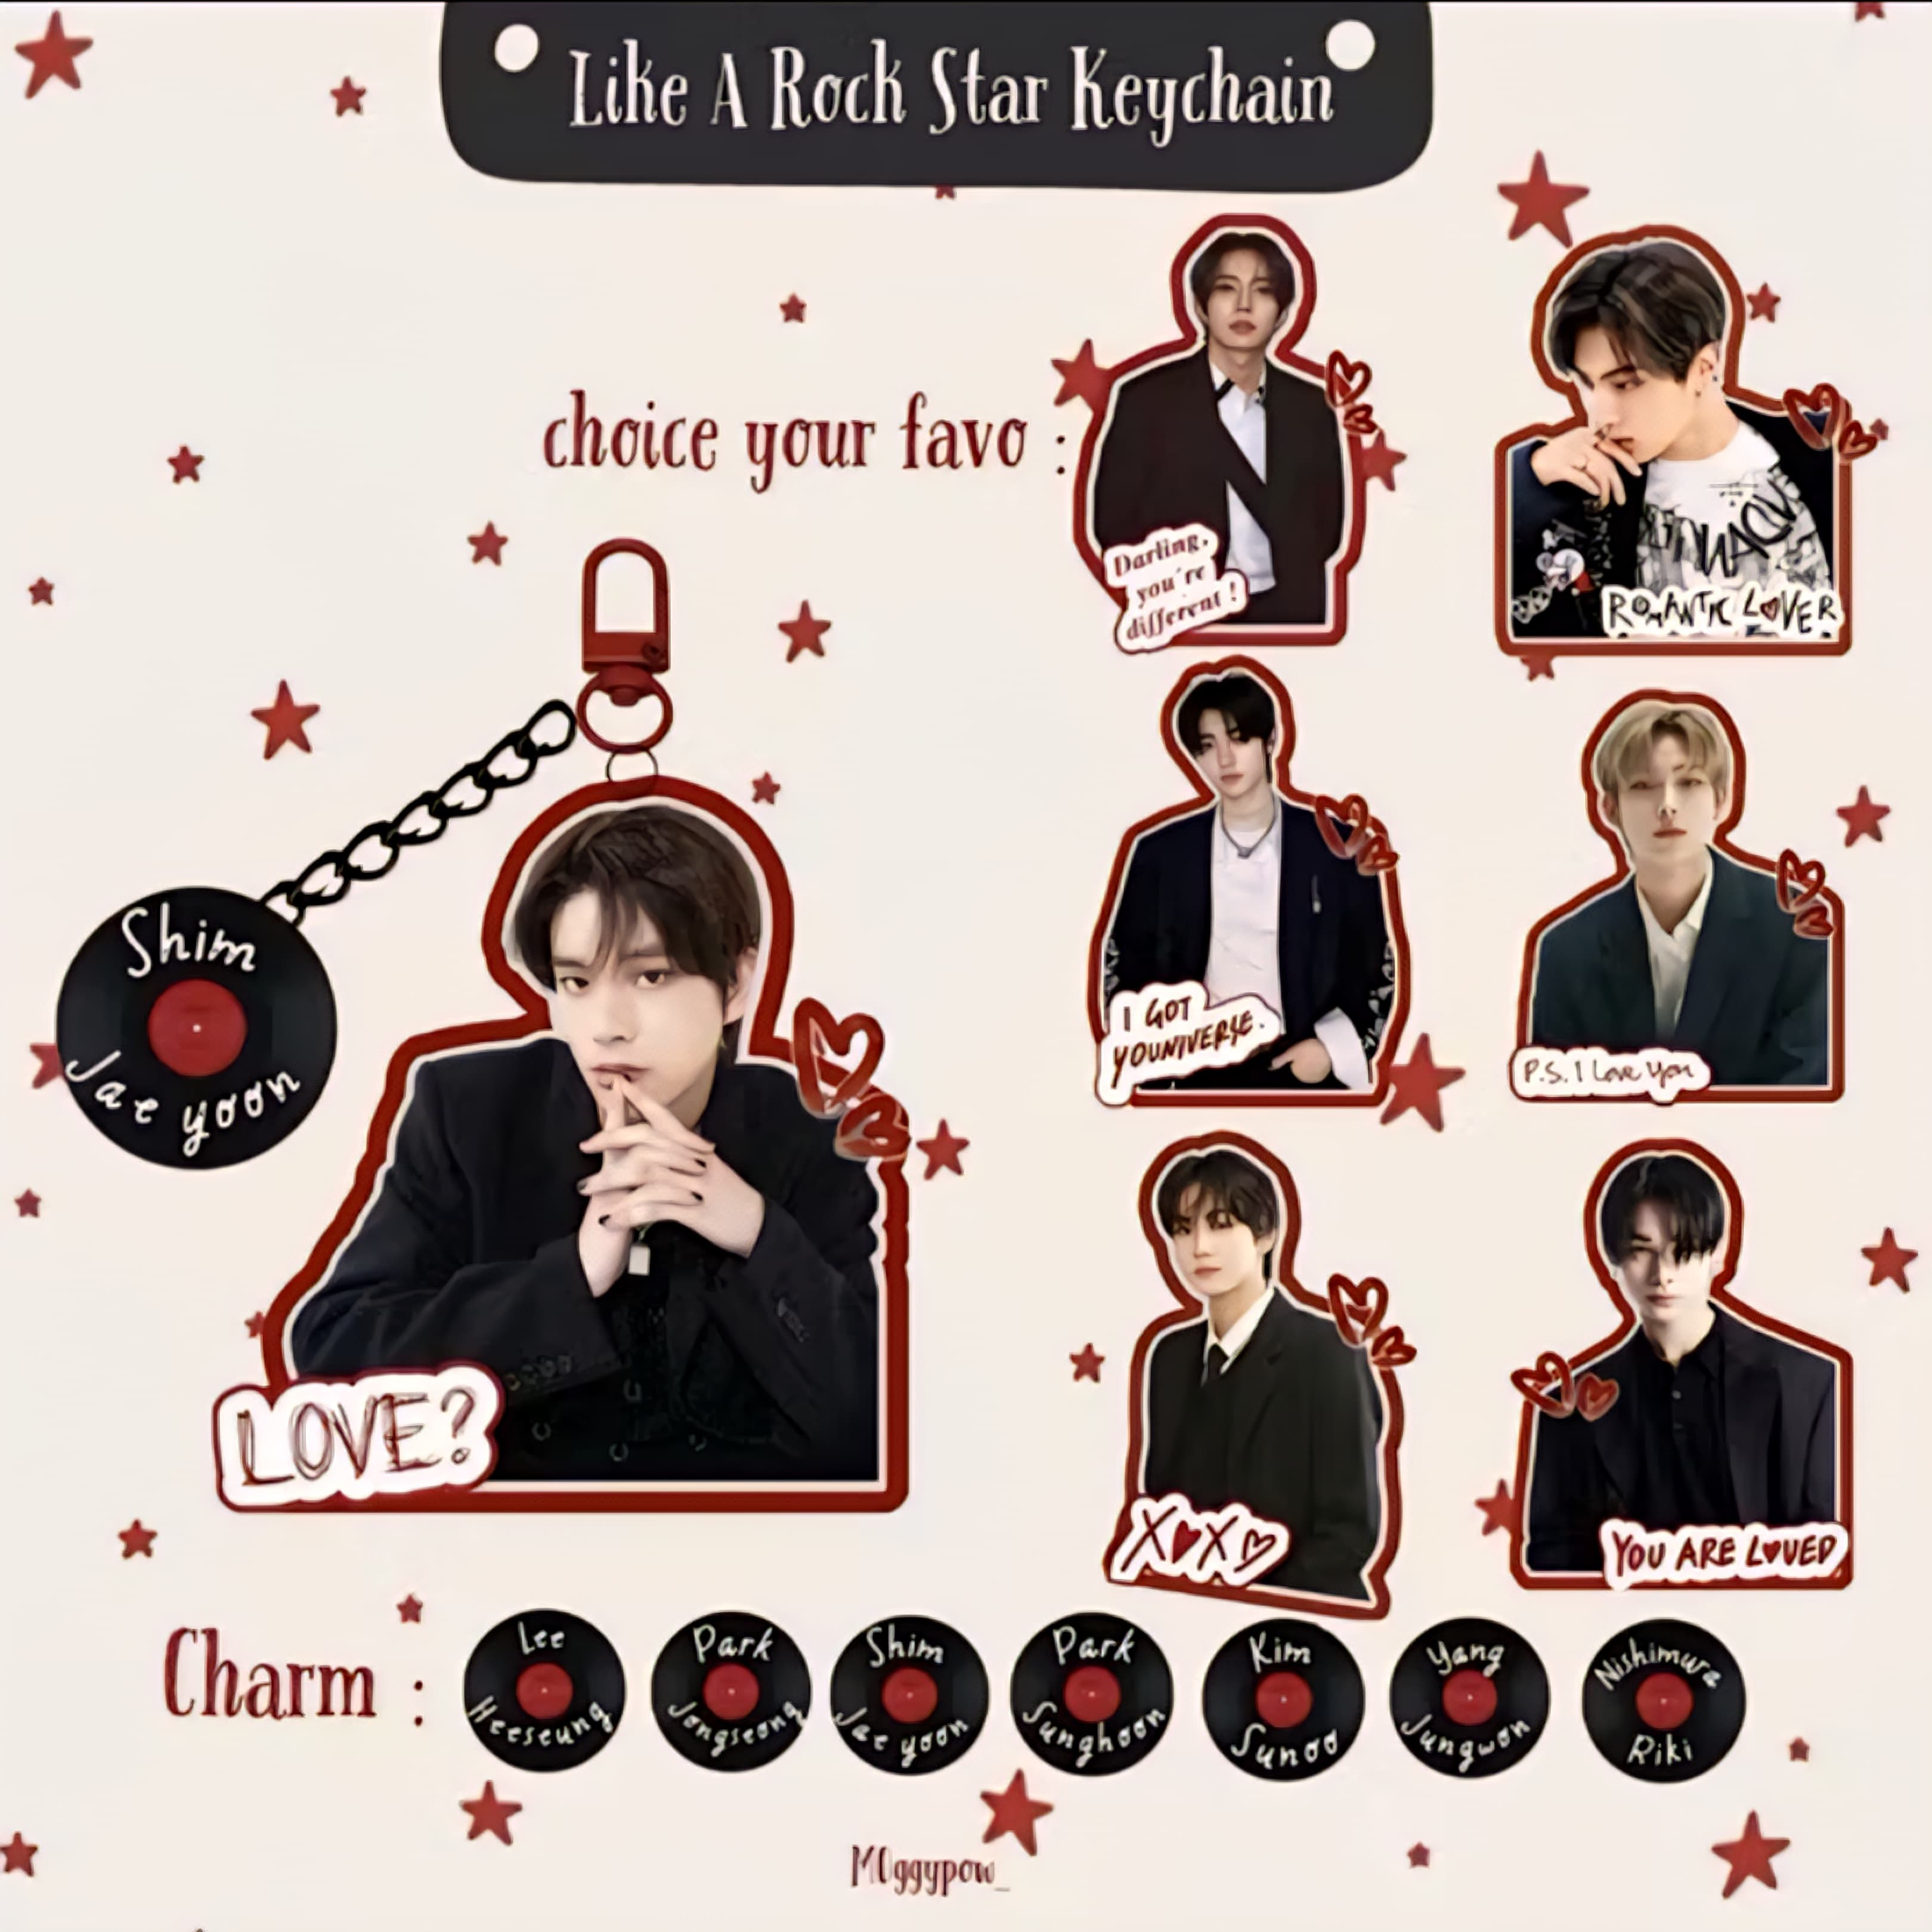 Like A Rock Star Keychain
choice your favo :
Darling,
you're
different !
ROMANTIC LOVER
Shim
Jae yoon
I GOT
YOUNIVERSE.
P.S. I Love You
LOVE?
XOXO
YOU ARE LOVED
Charm :
Lee
Heeseung
Park
Jongseong
Shim
Jae yoon
Park
Sunghoon
Kim
Sunoo
Yang
Jungwon
Nishimura
Riki